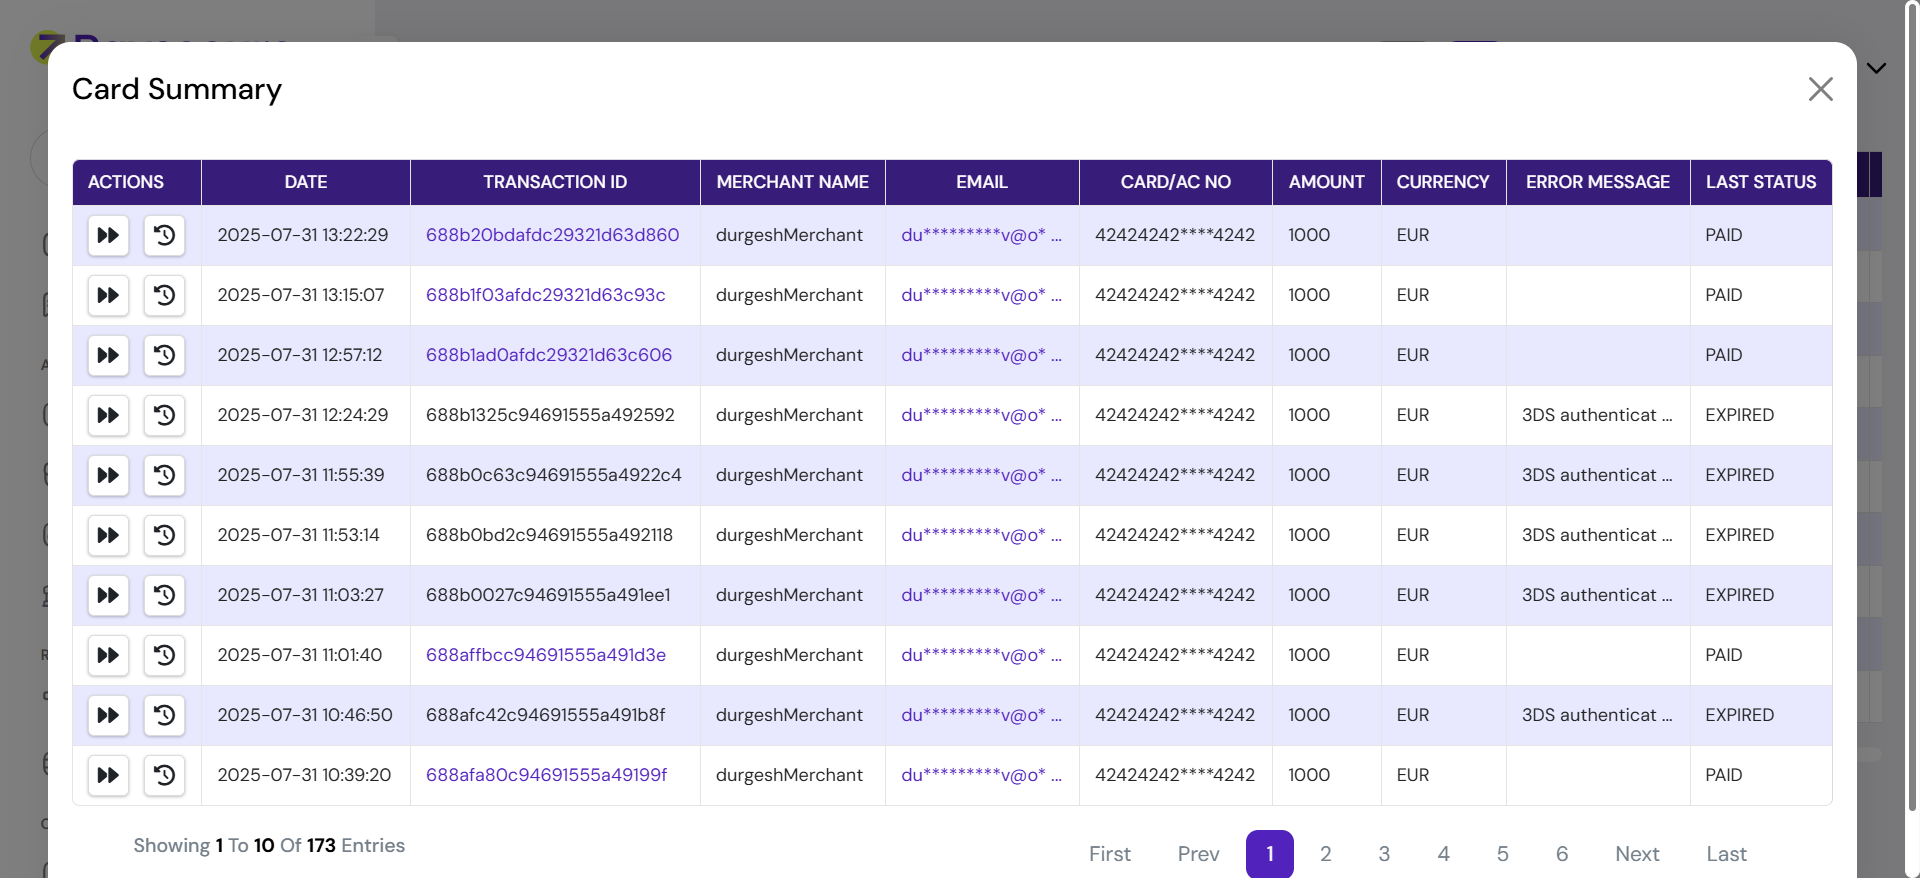 Card Summary
ACTIONS DATE TRANSACTION ID MERCHANT NAME EMAIL CARD/AC NO AMOUNT CURRENCY ERROR MESSAGE LAST STATUS
2025-07-31 13:22:29 688b20bdafdc29321d63d860 durgeshMerchant du*********v@o* ... 42424242****4242 1000 EUR PAID
2025-07-31 13:15:07 688b1f03afdc29321d63c93c durgeshMerchant du*********v@o* ... 42424242****4242 1000 EUR PAID
2025-07-31 12:57:12 688b1ad0afdc29321d63c606 durgeshMerchant du*********v@o* ... 42424242****4242 1000 EUR PAID
2025-07-31 12:24:29 688b1325c94691555a492592 durgeshMerchant du*********v@o* ... 42424242****4242 1000 EUR 3DS authenticat ... EXPIRED
2025-07-31 11:55:39 688b0c63c94691555a4922c4 durgeshMerchant du*********v@o* ... 42424242****4242 1000 EUR 3DS authenticat ... EXPIRED
2025-07-31 11:53:14 688b0bd2c94691555a492118 durgeshMerchant du*********v@o* ... 42424242****4242 1000 EUR 3DS authenticat ... EXPIRED
2025-07-31 11:03:27 688b0027c94691555a491ee1 durgeshMerchant du*********v@o* ... 42424242****4242 1000 EUR 3DS authenticat ... EXPIRED
2025-07-31 11:01:40 688affbcc94691555a491d3e durgeshMerchant du*********v@o* ... 42424242****4242 1000 EUR PAID
2025-07-31 10:46:50 688afc42c94691555a491b8f durgeshMerchant du*********v@o* ... 42424242****4242 1000 EUR 3DS authenticat ... EXPIRED
2025-07-31 10:39:20 688afa80c94691555a49199f durgeshMerchant du*********v@o* ... 42424242****4242 1000 EUR PAID
Showing 1 To 10 Of 173 Entries
First Prev 1 2 3 4 5 6 Next Last